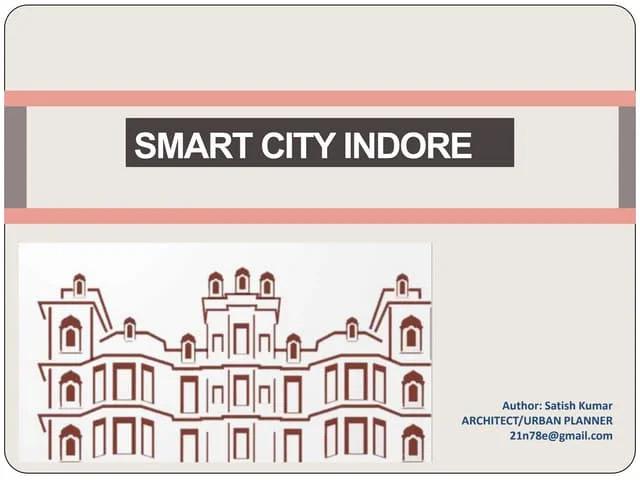 SMART CITY INDORE
Author: Satish Kumar
ARCHITECT/URBAN PLANNER
21n78e@gmail.com